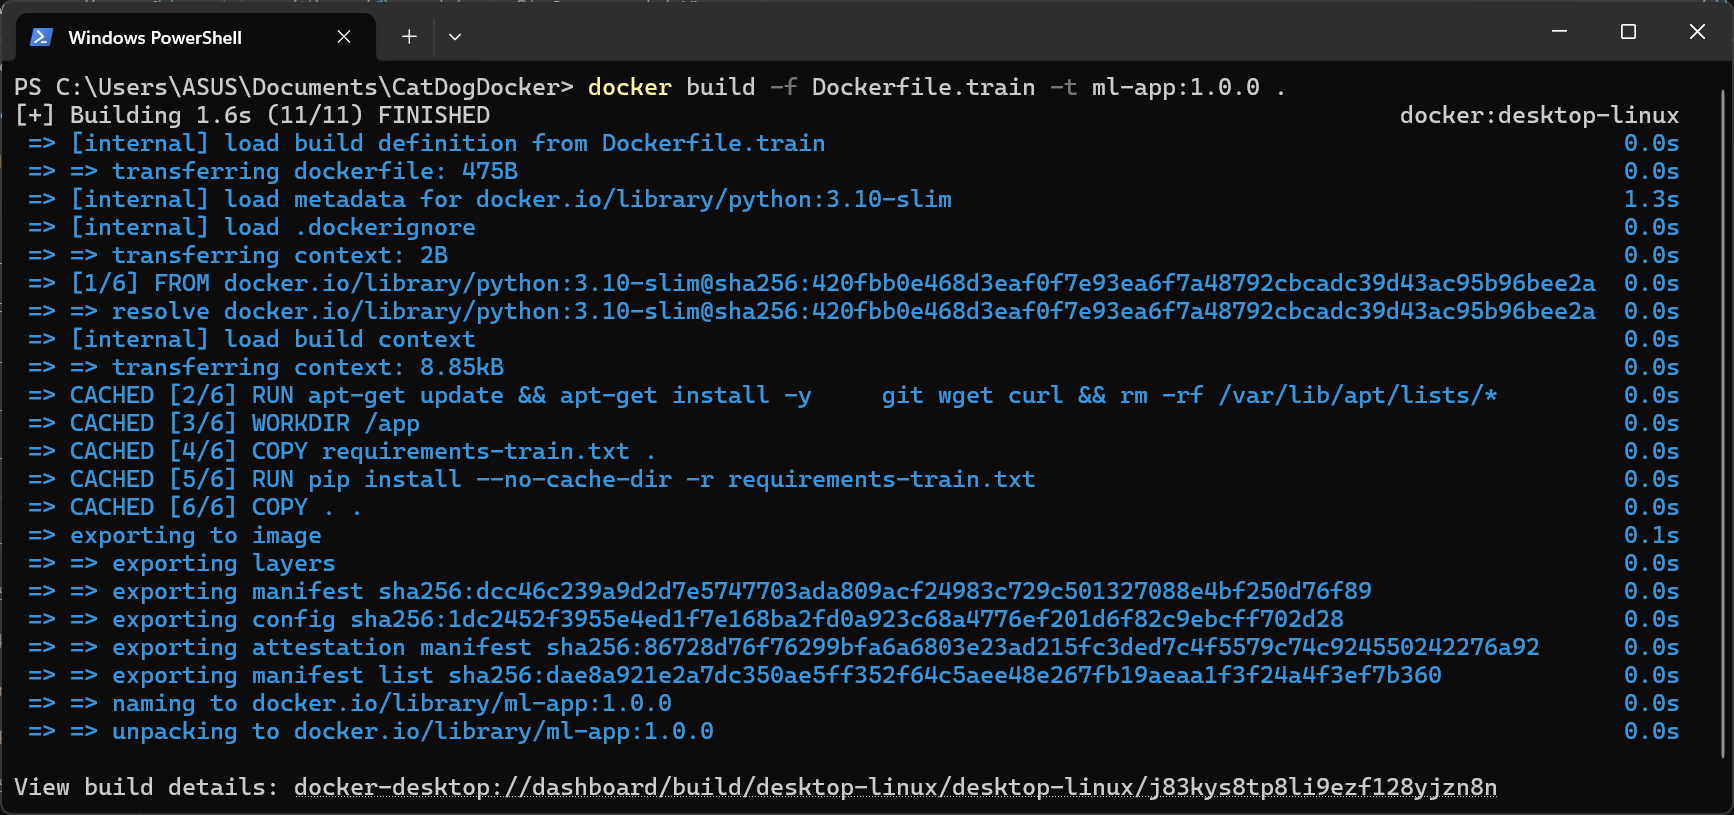 Windows PowerShell
PS C:\Users\ASUS\Documents\CatDogDocker> docker build -f Dockerfile.train -t ml-app:1.0.0 .
[+] Building 1.6s (11/11) FINISHED docker:desktop-linux
=> [internal] load build definition from Dockerfile.train 0.0s
=> => transferring dockerfile: 475B 0.0s
=> [internal] load metadata for docker.io/library/python:3.10-slim 1.3s
=> [internal] load .dockerignore 0.0s
=> => transferring context: 2B 0.0s
=> [1/6] FROM docker.io/library/python:3.10-slim@sha256:420fbb0e468d3eaf0f7e93ea6f7a48792cbcadc39d43ac95b96bee2a 0.0s
=> => resolve docker.io/library/python:3.10-slim@sha256:420fbb0e468d3eaf0f7e93ea6f7a48792cbcadc39d43ac95b96bee2a 0.0s
=> [internal] load build context 0.0s
=> => transferring context: 8.85kB 0.0s
=> CACHED [2/6] RUN apt-get update && apt-get install -y     git wget curl && rm -rf /var/lib/apt/lists/* 0.0s
=> CACHED [3/6] WORKDIR /app 0.0s
=> CACHED [4/6] COPY requirements-train.txt . 0.0s
=> CACHED [5/6] RUN pip install --no-cache-dir -r requirements-train.txt 0.0s
=> CACHED [6/6] COPY . . 0.0s
=> exporting to image 0.1s
=> => exporting layers 0.0s
=> => exporting manifest sha256:dcc46c239a9d2d7e5747703ada809acf24983c729c501327088e4bf250d76f89 0.0s
=> => exporting config sha256:1dc2452f3955e4ed1f7e168ba2fd0a923c68a4776ef201d6f82c9ebcff702d28 0.0s
=> => exporting attestation manifest sha256:86728d76f76299bfa6a6803e23ad215fc3ded7c4f5579c74c924550242276a92 0.0s
=> => exporting manifest list sha256:dae8a921e2a7dc350ae5ff352f64c5aee48e267fb19aeaa1f3f24a4f3ef7b360 0.0s
=> => naming to docker.io/library/ml-app:1.0.0 0.0s
=> => unpacking to docker.io/library/ml-app:1.0.0 0.0s
View build details: docker-desktop://dashboard/build/desktop-linux/desktop-linux/j83kys8tp8li9ezf128yjzn8n